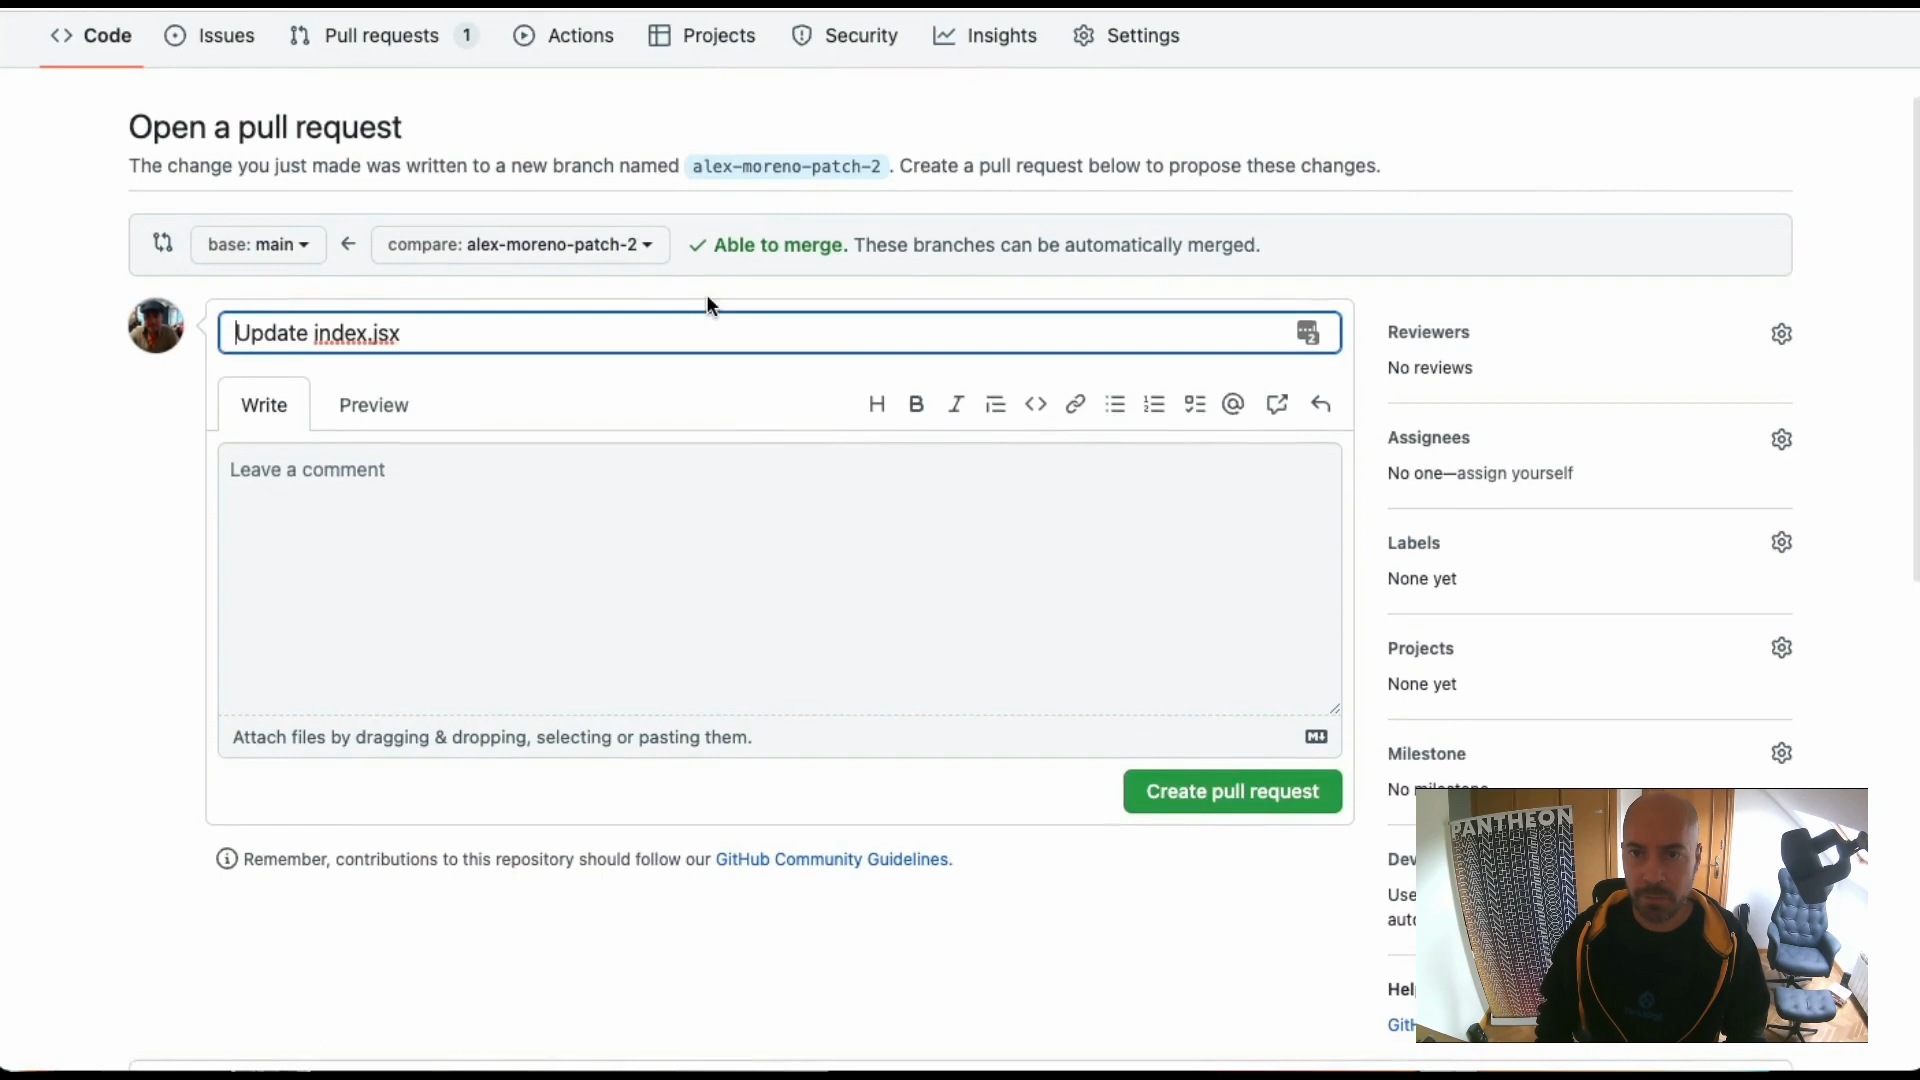 Code Issues Pull requests 1 Actions Projects Security Insights Settings
Open a pull request
The change you just made was written to a new branch named alex-moreno-patch-2 . Create a pull request below to propose these changes.
base: main compare: alex-moreno-patch-2 Able to merge. These branches can be automatically merged.
Update index.jsx
2
Write Preview
Leave a comment
Attach files by dragging & dropping, selecting or pasting them.
Create pull request
Remember, contributions to this repository should follow our GitHub Community Guidelines.
Reviewers
No reviews
Assignees
No one—assign yourself
Labels
None yet
Projects
None yet
Milestone
No milestone
PANTHEON